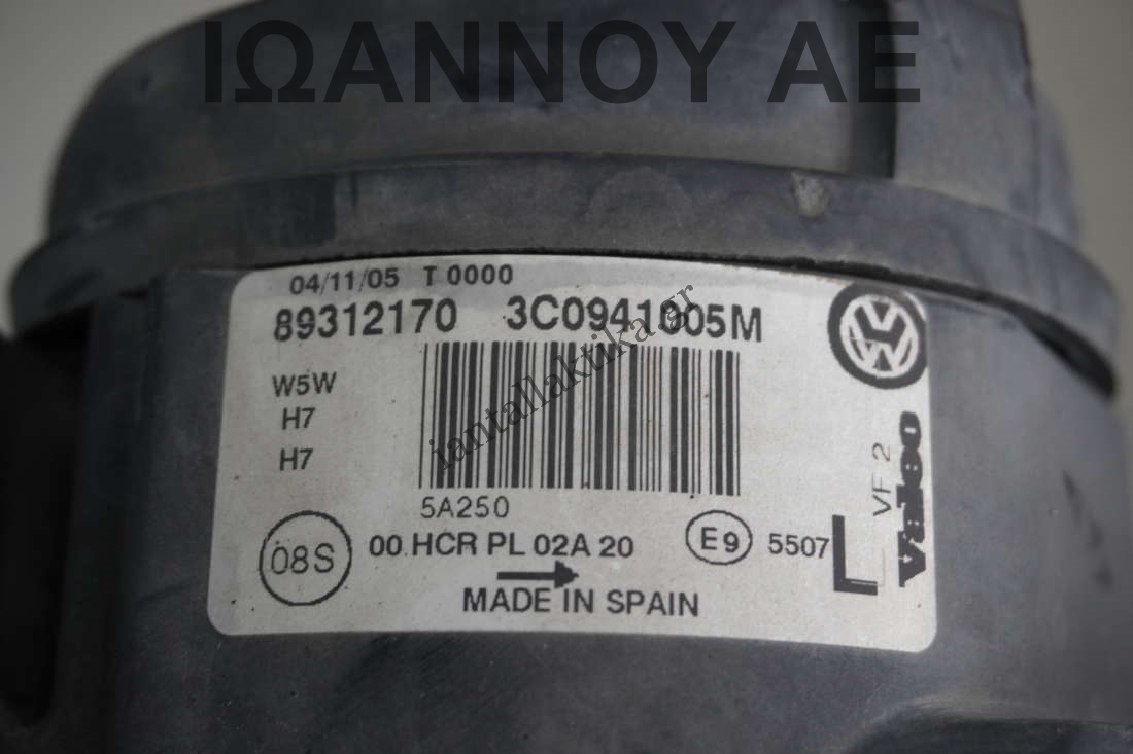 ΙΩΑΝΝΟΥ ΑΕ
04/11/05 T 0000
89312170 3C0941005M
W5W
H7
H7
iantallaktika.gr
5A250
08S
00 HCR PL 02A 20
E9 5507
L
VF 2
Valeo
MADE IN SPAIN